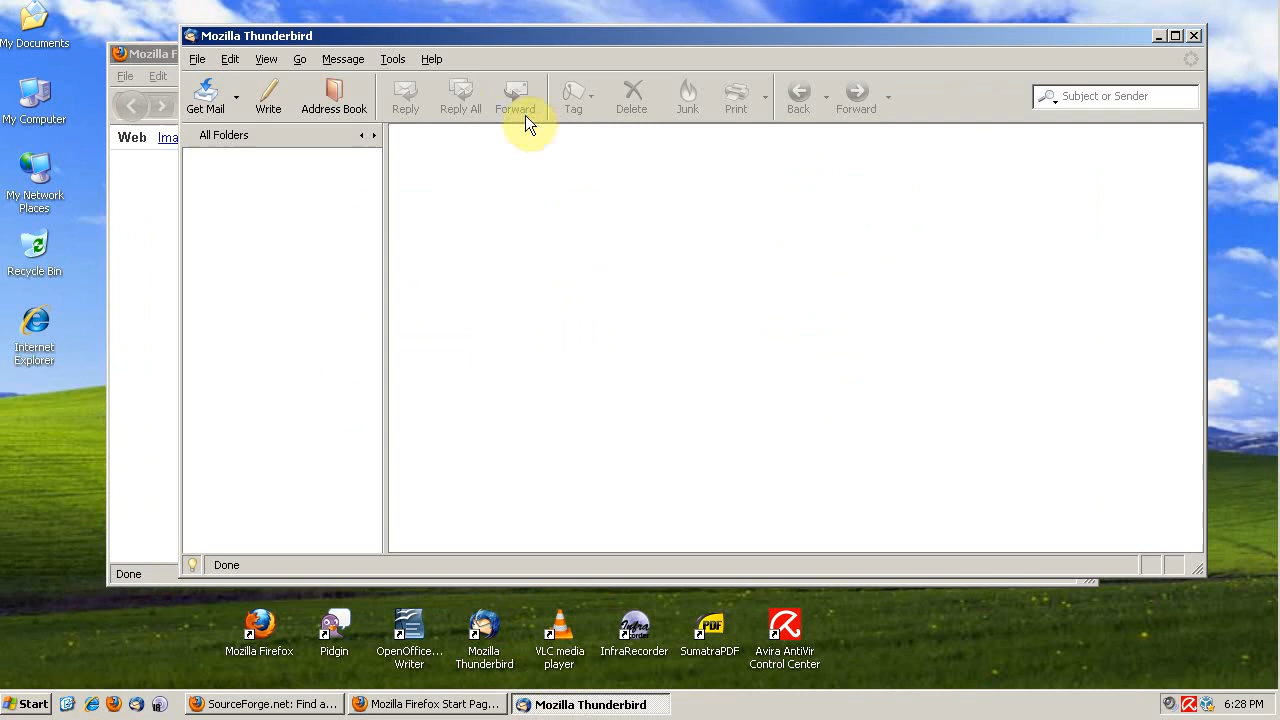 My Documents
My Computer
My Network
Places
Recycle Bin
Internet
Explorer
Mozilla F
File Edit
Web Ima
Done
Mozilla Thunderbird
File Edit View Go Message Tools Help
Get Mail Write Address Book Reply Reply All Forward Tag Delete Junk Print Back Forward
Subject or Sender
All Folders
Done
Mozilla Firefox
Pidgin
OpenOffice...
Writer
Mozilla
Thunderbird
VLC media
player
InfraRecorder
SumatraPDF
Avira AntiVir
Control Center
Infra
PDF
Start
SourceForge.net: Find a...
Mozilla Firefox Start Pag...
Mozilla Thunderbird
6:28 PM